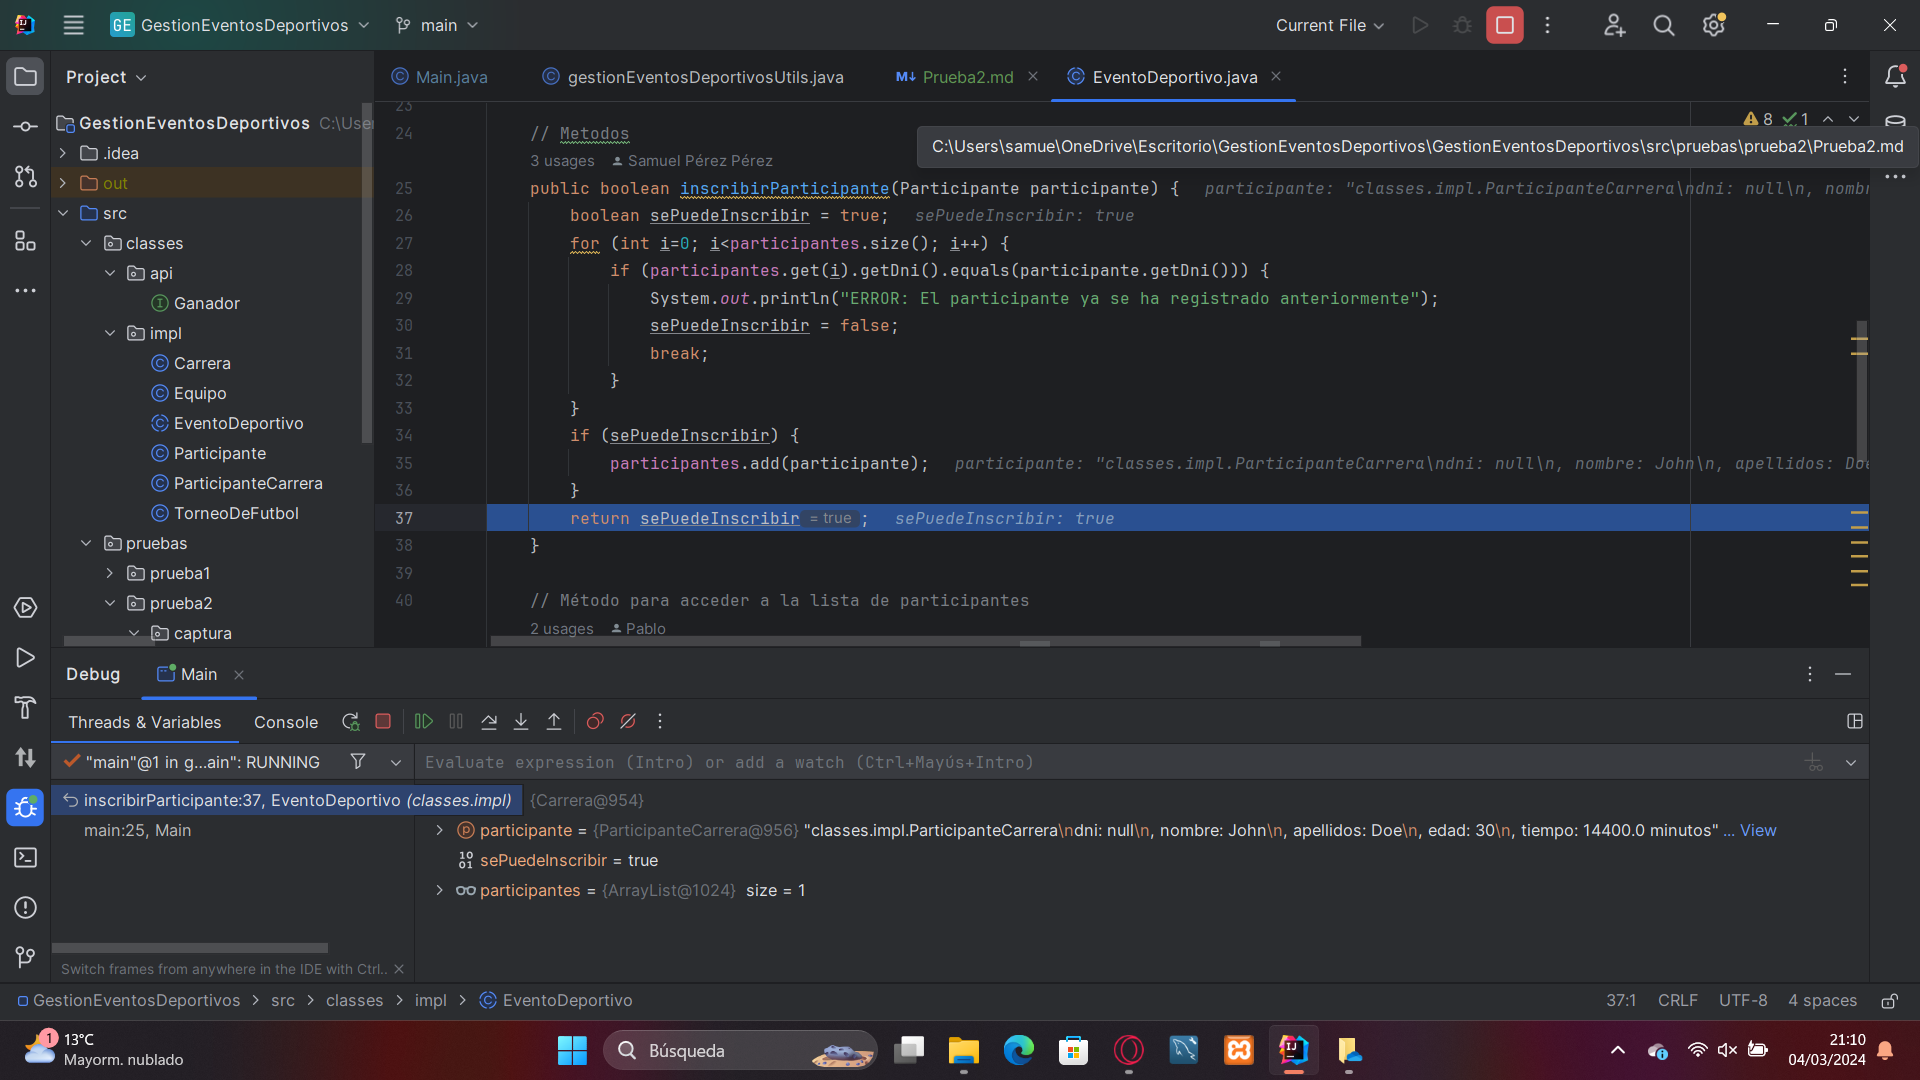 GE GestionEventosDeportivos
main
Current File
Project
Main.java
gestionEventosDeportivosUtils.java
M↓ Prueba2.md
EventoDeportivo.java
GestionEventosDeportivos C:\Use
.idea
out
src
classes
api
Ganador
impl
Carrera
Equipo
EventoDeportivo
Participante
ParticipanteCarrera
TorneoDeFutbol
pruebas
prueba1
prueba2
captura
8 1
C:\Users\samue\OneDrive\Escritorio\GestionEventosDeportivos\GestionEventosDeportivos\src\pruebas\prueba2\Prueba2.md
23
24 // Metodos
3 usages Samuel Pérez Pérez
25 public boolean inscribirParticipante(Participante participante) { participante: "classes.impl.ParticipanteCarrera\ndni: null\n, nombr
26 boolean sePuedeInscribir = true; sePuedeInscribir: true
27 for (int i=0; i<participantes.size(); i++) {
28 if (participantes.get(i).getDni().equals(participante.getDni())) {
29 System.out.println("ERROR: El participante ya se ha registrado anteriormente");
30 sePuedeInscribir = false;
31 break;
32 }
33 }
34 if (sePuedeInscribir) {
35 participantes.add(participante); participante: "classes.impl.ParticipanteCarrera\ndni: null\n, nombre: John\n, apellidos: Doe
36 }
37 return sePuedeInscribir = true ; sePuedeInscribir: true
38 }
39
40 // Método para acceder a la lista de participantes
2 usages Pablo
Debug
Main
Threads & Variables
Console
"main"@1 in g...ain": RUNNING
Evaluate expression (Intro) or add a watch (Ctrl+Mayús+Intro)
inscribirParticipante:37, EventoDeportivo (classes.impl)
{Carrera@954}
main:25, Main
participante = {ParticipanteCarrera@956} "classes.impl.ParticipanteCarrera\ndni: null\n, nombre: John\n, apellidos: Doe\n, edad: 30\n, tiempo: 14400.0 minutos" ... View
sePuedeInscribir = true
participantes = {ArrayList@1024} size = 1
Switch frames from anywhere in the IDE with Ctrl..
GestionEventosDeportivos > src > classes > impl > EventoDeportivo
37:1 CRLF UTF-8 4 spaces
1
13°C
Mayorm. nublado
Búsqueda
21:10
04/03/2024